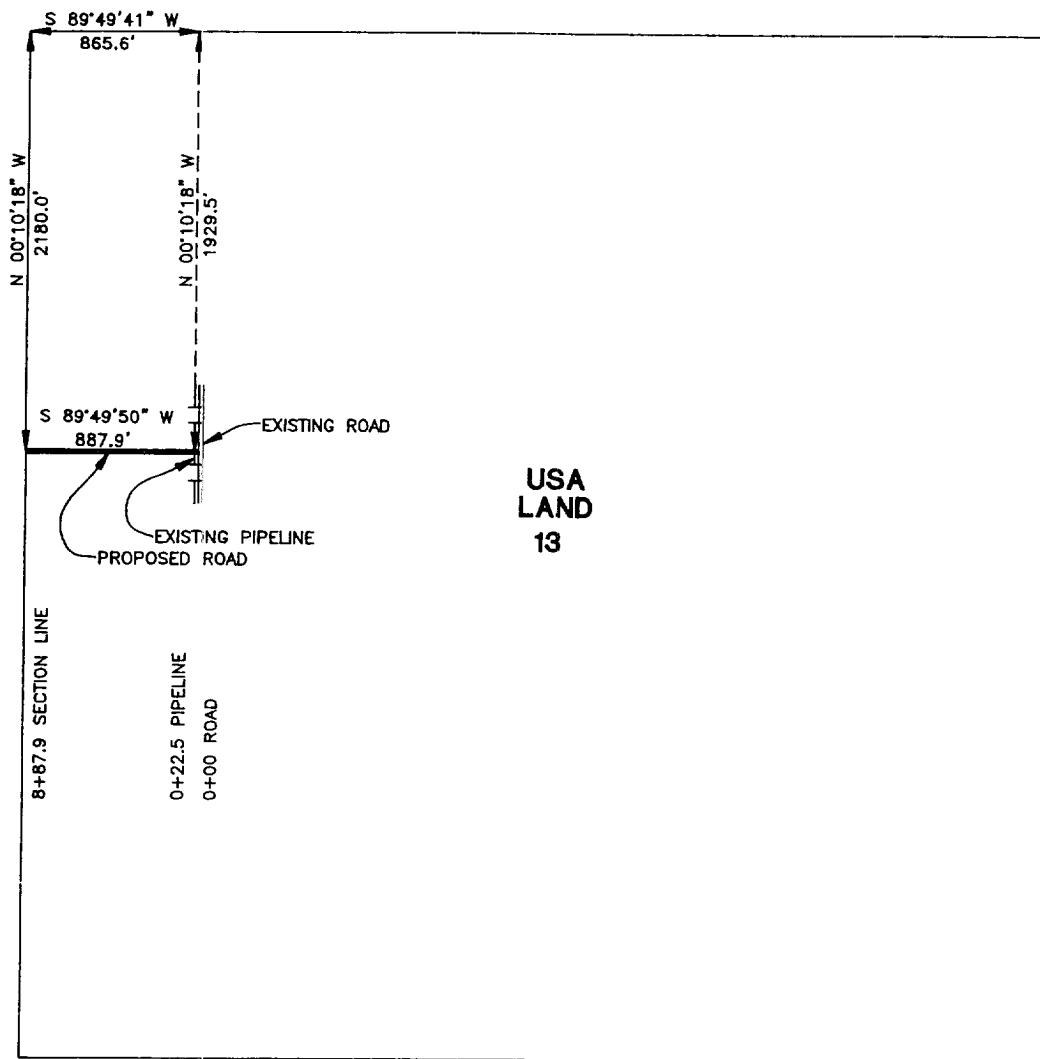 S 89°49'41" W
865.6'
N 00°10'18" W
2180.0'
N 00°10'18" W
1929.5'
S 89°49'50" W
887.9'
EXISTING ROAD
USA
LAND
13
EXISTING PIPELINE
PROPOSED ROAD
8+87.9 SECTION LINE
0+22.5 PIPELINE
0+00 ROAD